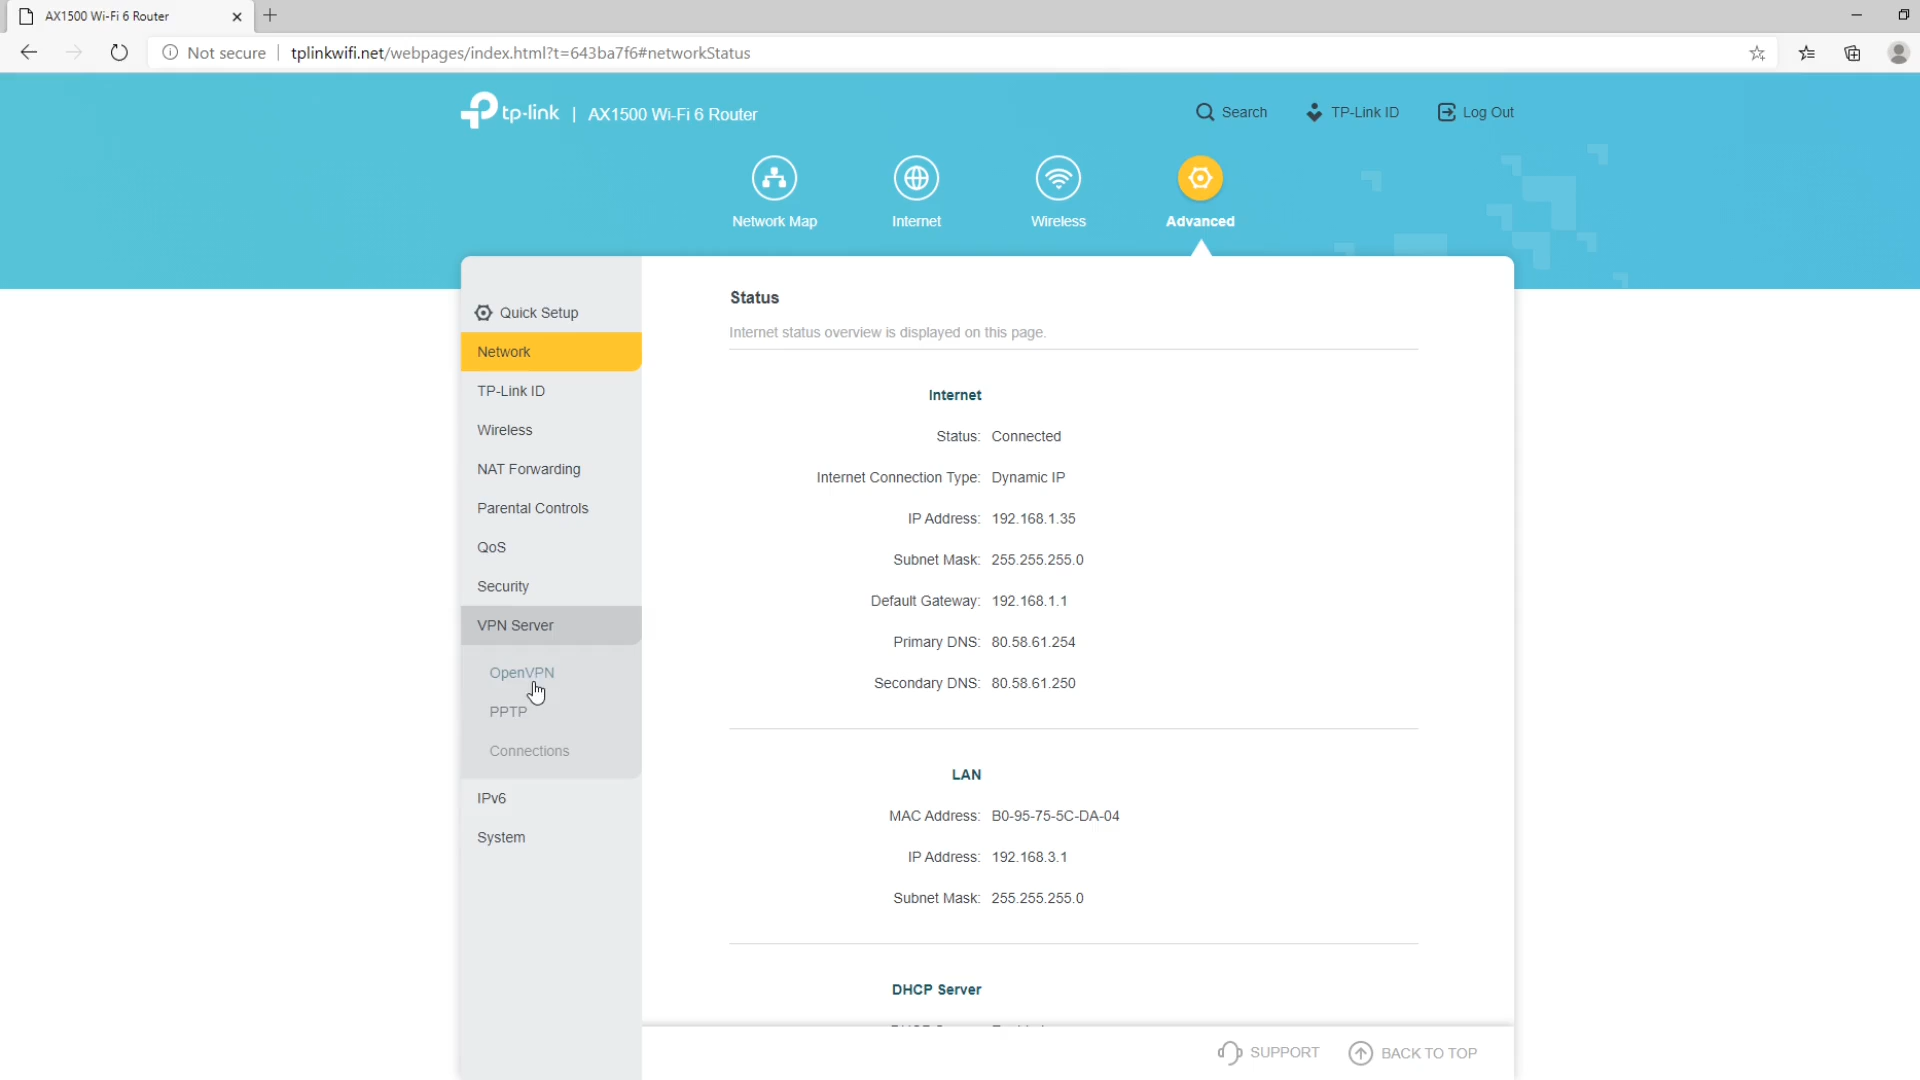 AX1500 Wi-Fi 6 Router
Not secure
tplinkwifi.net/webpages/index.html?t=643ba7f6#networkStatus
tp-link | AX1500 Wi-Fi 6 Router
Search
TP-Link ID
Log Out
Network Map
Internet
Wireless
Advanced
Quick Setup
Network
TP-Link ID
Wireless
NAT Forwarding
Parental Controls
QoS
Security
VPN Server
OpenVPN
PPTP
Connections
IPv6
System
Status
Internet status overview is displayed on this page.
Internet
Status: Connected
Internet Connection Type: Dynamic IP
IP Address: 192.168.1.35
Subnet Mask: 255.255.255.0
Default Gateway: 192.168.1.1
Primary DNS: 80.58.61.254
Secondary DNS: 80.58.61.250
LAN
MAC Address: B0-95-75-5C-DA-04
IP Address: 192.168.3.1
Subnet Mask: 255.255.255.0
DHCP Server
SUPPORT
BACK TO TOP